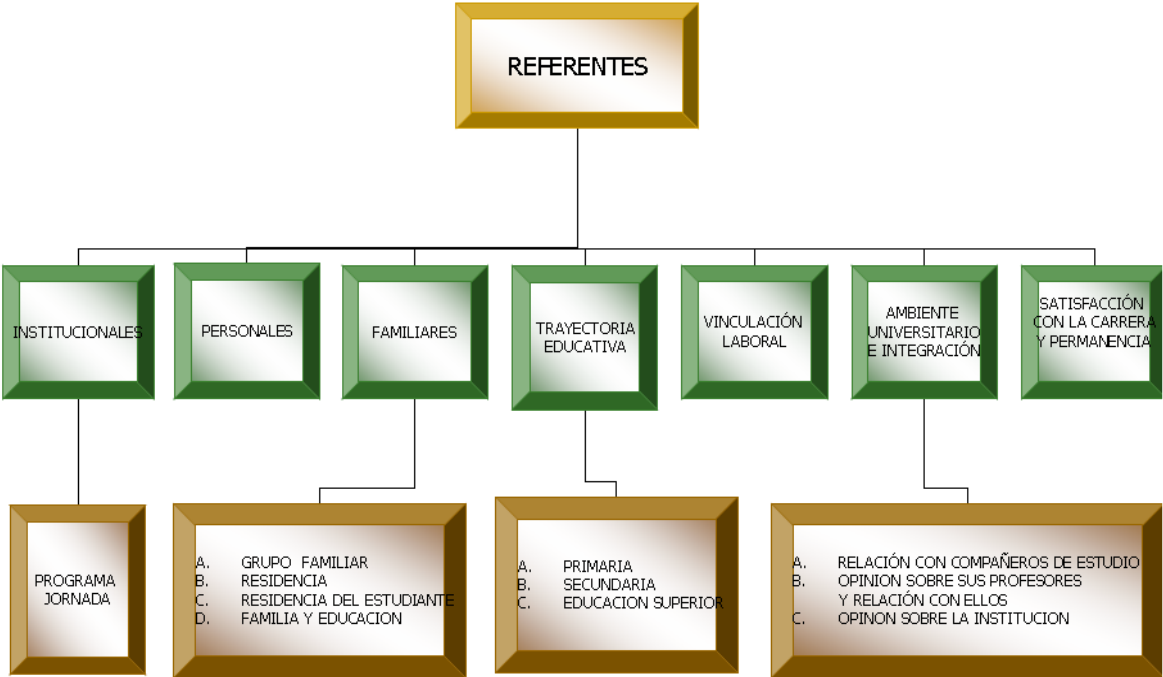 REFERENTES
INSTITUCIONALES
PERSONALES
FAMILIARES
TRAYECTORIA
EDUCATIVA
VINCULACIÓN
LABORAL
AMBIENTE
UNIVERSITARIO
E INTEGRACIÓN
SATISFACCIÓN
CON LA CARRERA
Y PERMANENCIA
PROGRAMA
JORNADA
A. GRUPO FAMILIAR
B. RESIDENCIA
C. RESIDENCIA DEL ESTUDIANTE
D. FAMILIA Y EDUCACION
A. PRIMARIA
B. SECUNDARIA
C. EDUCACION SUPERIOR
A. RELACIÓN CON COMPAÑEROS DE ESTUDIO
B. OPINION SOBRE SUS PROFESORES
Y RELACIÓN CON ELLOS
C. OPINON SOBRE LA INSTITUCION